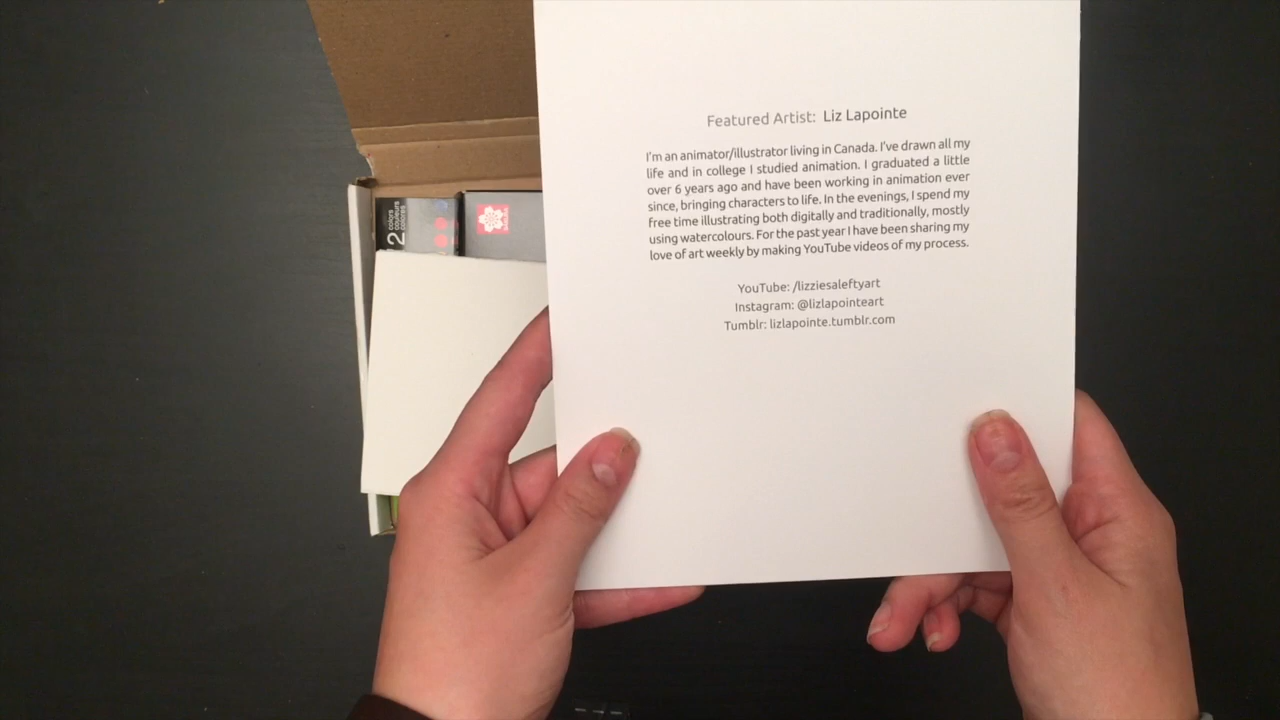 Featured Artist: Liz Lapointe
I'm an animator/illustrator living in Canada. I've drawn all my
life and in college I studied animation. I graduated a little
over 6 years ago and have been working in animation ever
since, bringing characters to life. In the evenings, I spend my
free time illustrating both digitally and traditionally, mostly
using watercolours. For the past year I have been sharing my
love of art weekly by making YouTube videos of my process.
YouTube: /lizziesaleftyart
Instagram: @lizlapointeart
Tumblr: lizlapointe.tumblr.com
2
colors
couleurs
colores